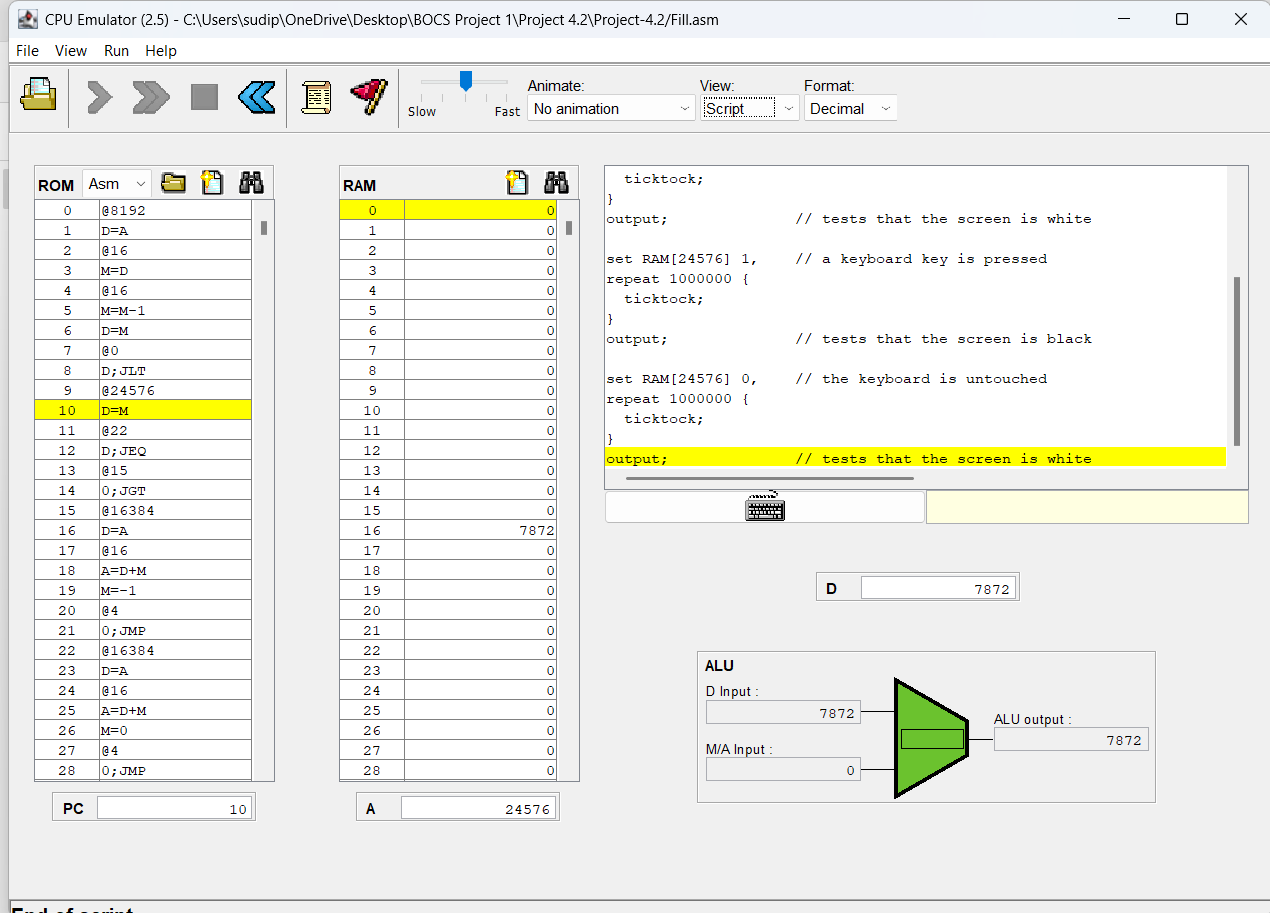 CPU Emulator (2.5) - C:\Users\sudip\OneDrive\Desktop\BOCS Project 1\Project 4.2\Project-4.2/Fill.asm
File View Run Help
Slow Fast
Animate:
No animation
View:
Script
Format:
Decimal
ROM Asm
0 @8192
1 D=A
2 @16
3 M=D
4 @16
5 M=M-1
6 D=M
7 @0
8 D;JLT
9 @24576
10 D=M
11 @22
12 D;JEQ
13 @15
14 0;JGT
15 @16384
16 D=A
17 @16
18 A=D+M
19 M=-1
20 @4
21 0;JMP
22 @16384
23 D=A
24 @16
25 A=D+M
26 M=0
27 @4
28 0;JMP
PC 10
RAM
0 0
1 0
2 0
3 0
4 0
5 0
6 0
7 0
8 0
9 0
10 0
11 0
12 0
13 0
14 0
15 0
16 7872
17 0
18 0
19 0
20 0
21 0
22 0
23 0
24 0
25 0
26 0
27 0
28 0
A 24576
ticktock;
}
output; // tests that the screen is white
set RAM[24576] 1, // a keyboard key is pressed
repeat 1000000 {
ticktock;
}
output; // tests that the screen is black
set RAM[24576] 0, // the keyboard is untouched
repeat 1000000 {
ticktock;
}
output; // tests that the screen is white
D 7872
ALU
D Input :
7872
M/A Input :
0
ALU output :
7872
End of script